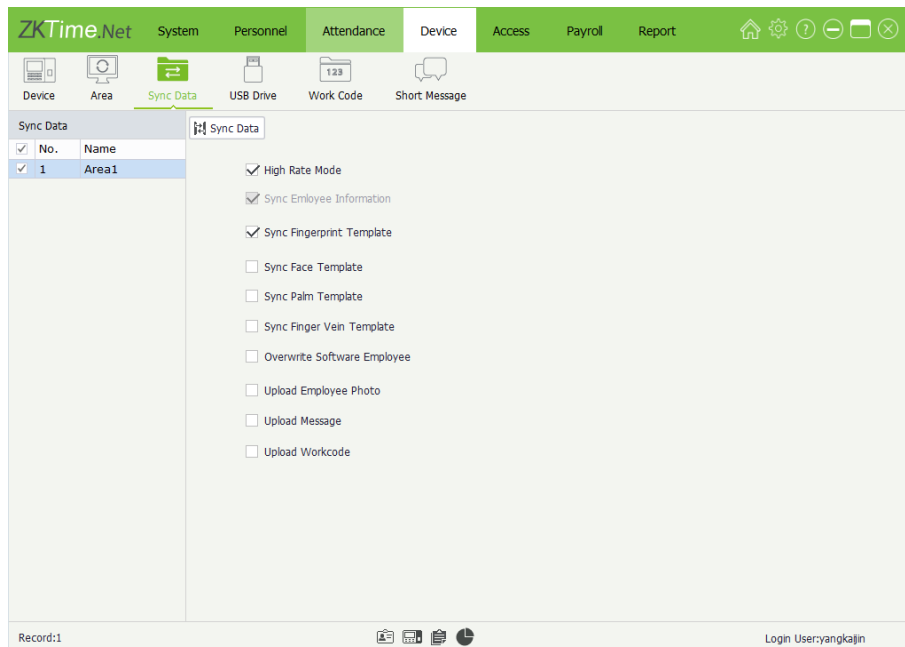 ZKTime.Net System Personnel Attendance Device Access Payroll Report
123
Device Area Sync Data USB Drive Work Code Short Message
Sync Data
Sync Data
No. Name
1 Area1
High Rate Mode
Sync Emloyee Information
Sync Fingerprint Template
Sync Face Template
Sync Palm Template
Sync Finger Vein Template
Overwrite Software Employee
Upload Employee Photo
Upload Message
Upload Workcode
Record:1 Login User:yangkaijin